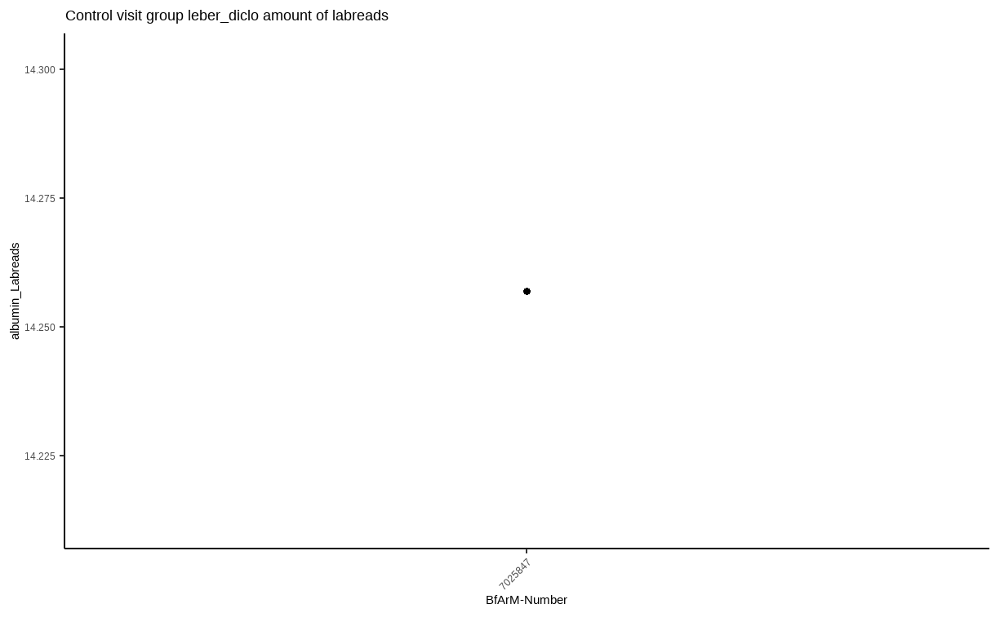 Control visit group leber_diclo amount of labreads
14.300
14.275
14.250
14.225
albumin_Labreads
7025847
BfArM-Number